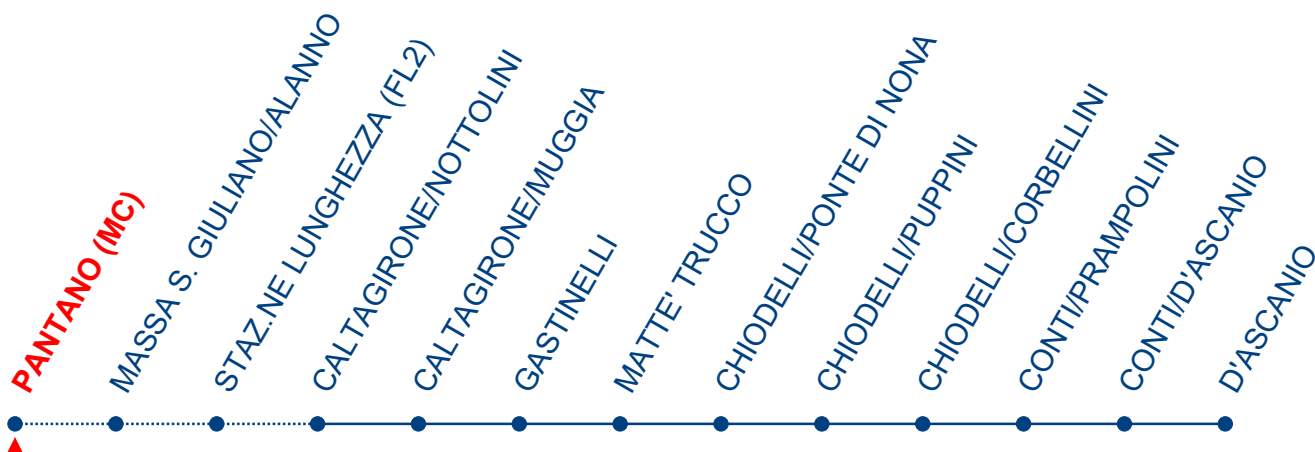 PANTANO (MC)
MASSA S. GIULIANO/ALANNO
STAZ.NE LUNGHEZZA (FL2)
CALTAGIRONE/NOTTOLINI
CALTAGIRONE/MUGGIA
GASTINELLI
MATTE' TRUCCO
CHIODELLI/PONTE DI NONA
CHIODELLI/PUPPINI
CHIODELLI/CORBELLINI
CONTI/PRAMPOLINI
CONTI/D'ASCANIO
D'ASCANIO